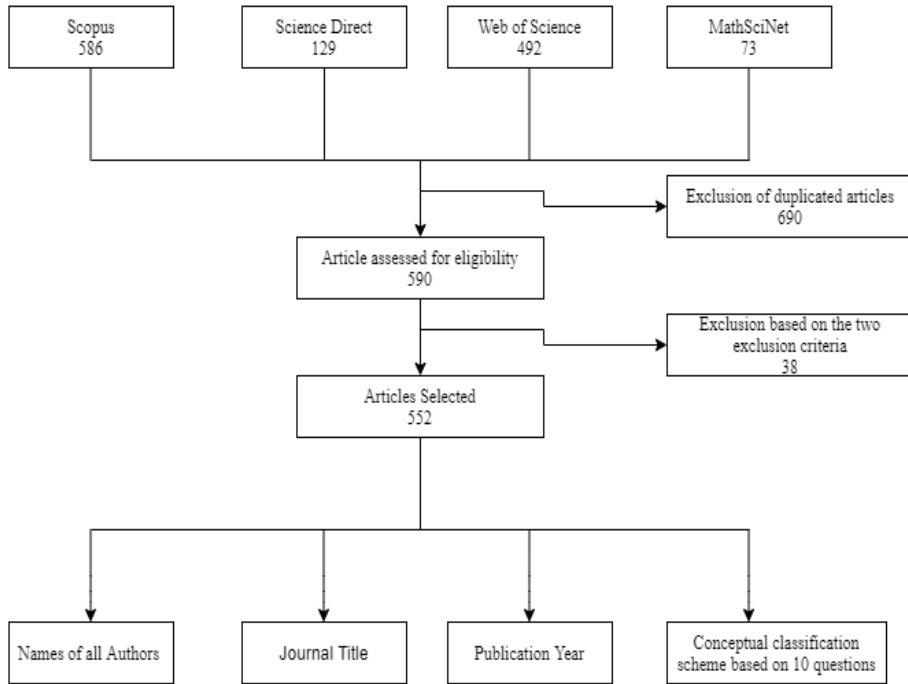 Scopus
586
Science Direct
129
Web of Science
492
MathSciNet
73
Exclusion of duplicated articles
690
Article assessed for eligibility
590
Exclusion based on the two
exclusion criteria
38
Articles Selected
552
Names of all Authors
Journal Title
Publication Year
Conceptual classification
scheme based on 10 questions